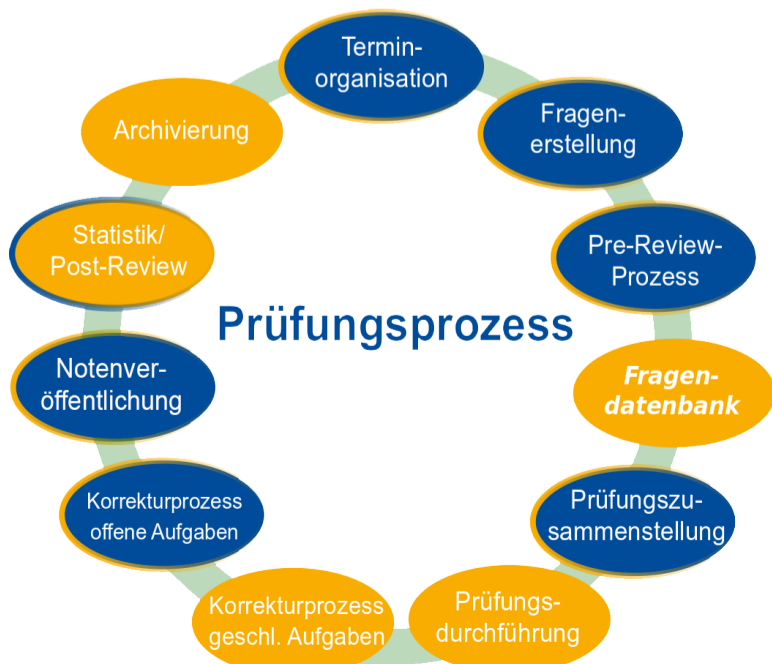 Termin-
organisation
Fragen-
erstellung
Pre-Review-
Prozess
Fragen-
datenbank
Prüfungszu-
sammenstellung
Prüfungs-
durchführung
Korrekturprozess
geschl. Aufgaben
Korrekturprozess
offene Aufgaben
Notenver-
öffentlichung
Statistik/
Post-Review
Archivierung
Prüfungsprozess